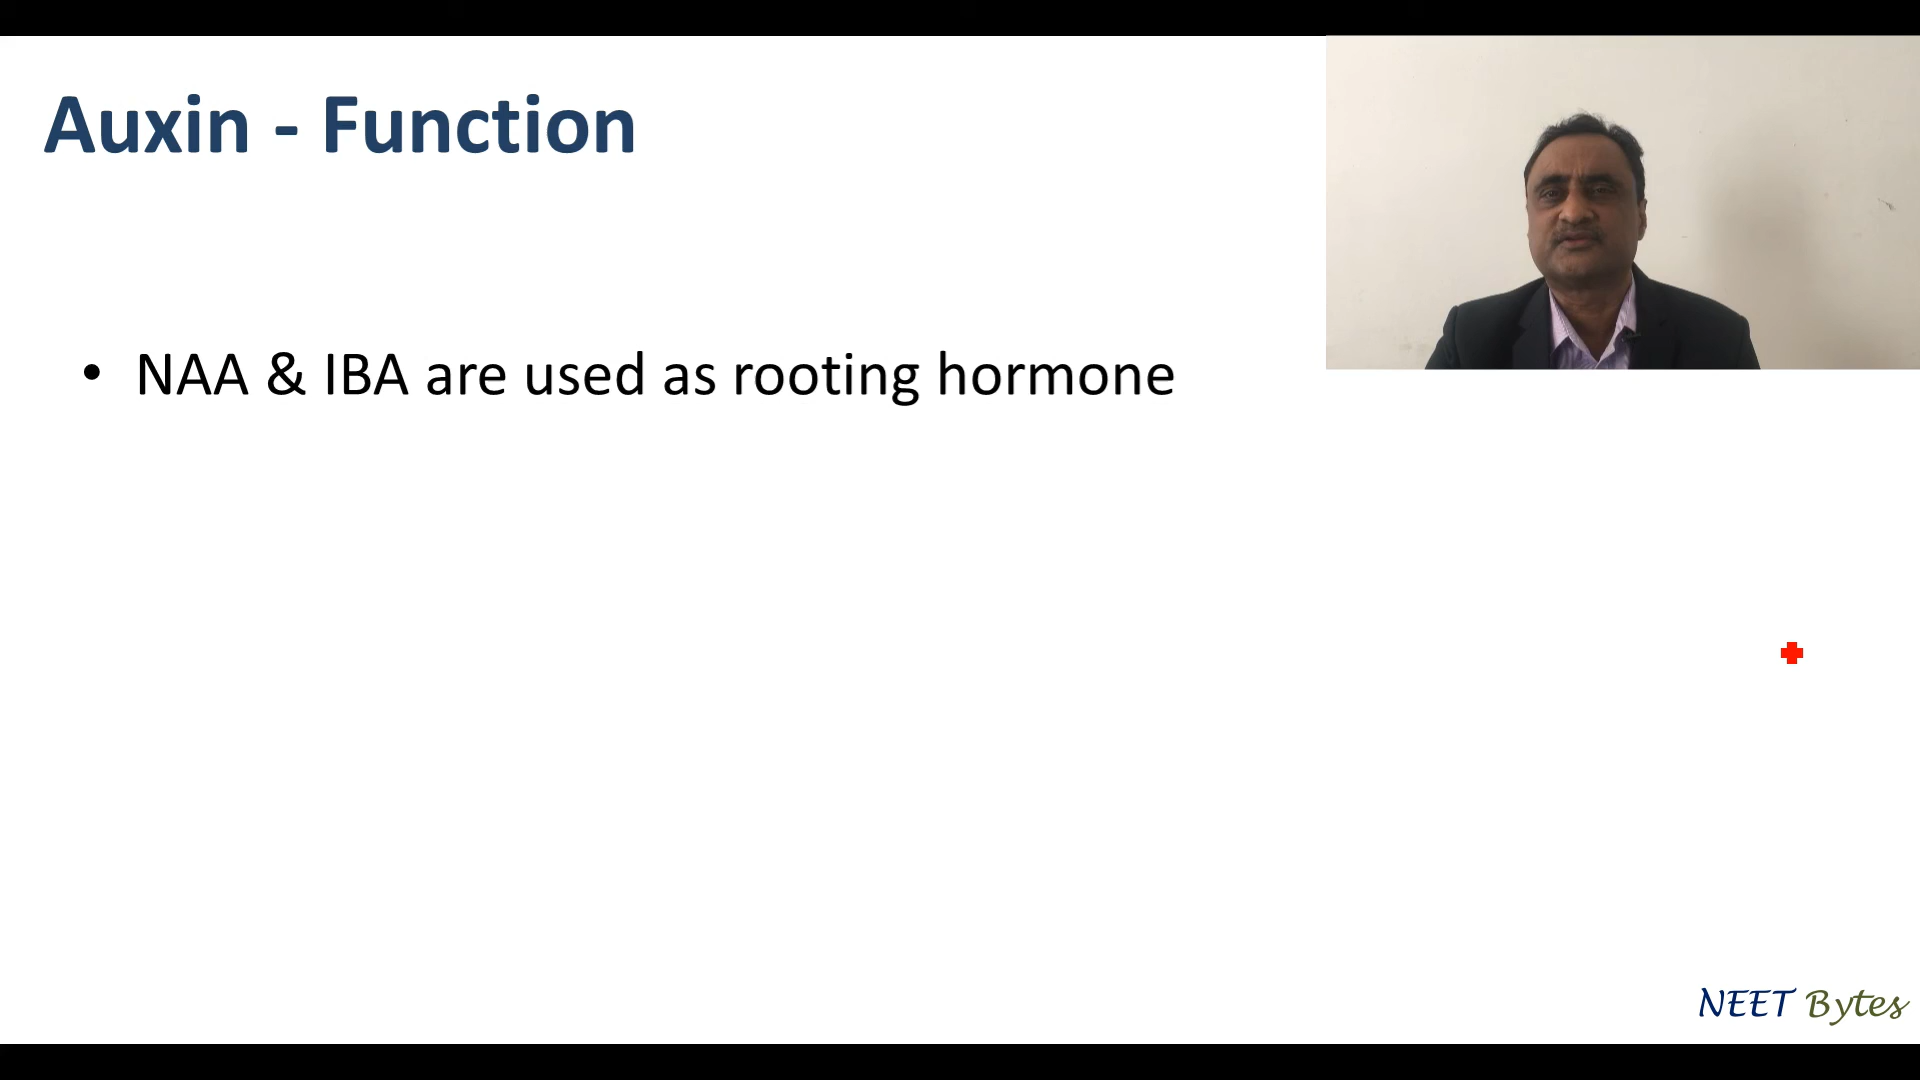 Auxin - Function
• NAA & IBA are used as rooting hormone
NEET Bytes